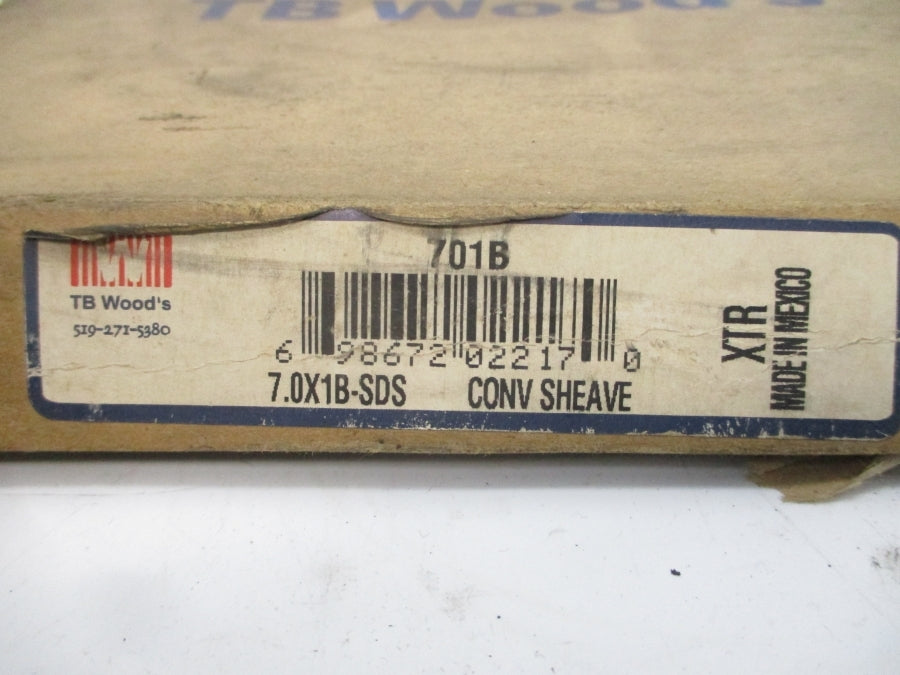 TB Wood's
701B
TB Wood's
519-271-5380
6 98672 02217 0
7.0X1B-SDS CONV SHEAVE
XTR
MADE IN MEXICO